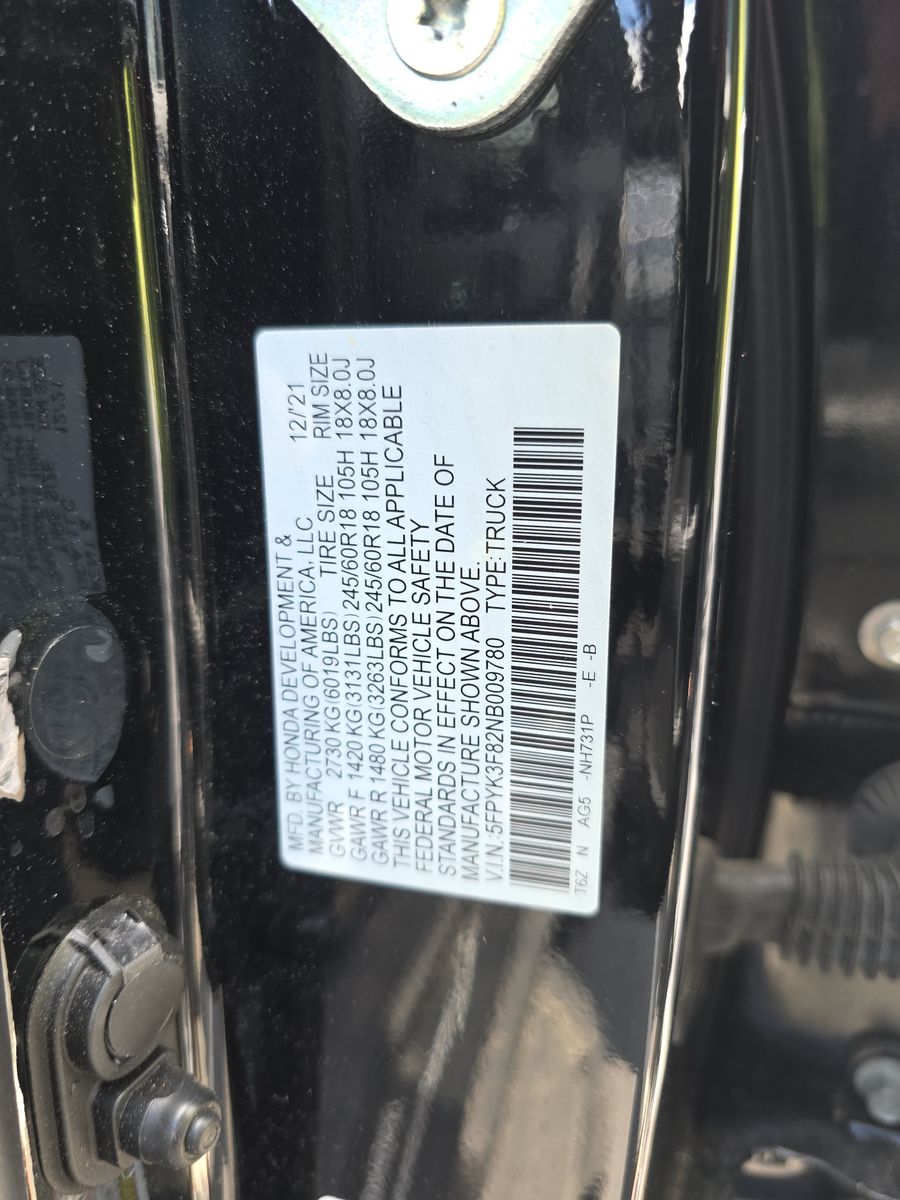 MFD. BY HONDA DEVELOPMENT &
MANUFACTURING OF AMERICA, LLC 12/'21
GVWR 2730 KG(6019LBS) TIRE SIZE RIM SIZE
GAWR F 1420 KG(3131LBS) 245/60R18 105H 18X8.0J
GAWR R 1480 KG(3263LBS) 245/60R18 105H 18X8.0J
THIS VEHICLE CONFORMS TO ALL APPLICABLE
FEDERAL MOTOR VEHICLE SAFETY
STANDARDS IN EFFECT ON THE DATE OF
MANUFACTURE SHOWN ABOVE.
V.I.N.:5FPYK3F82NB009780 TYPE:TRUCK
T6Z N AG5 -NH731P -E -B